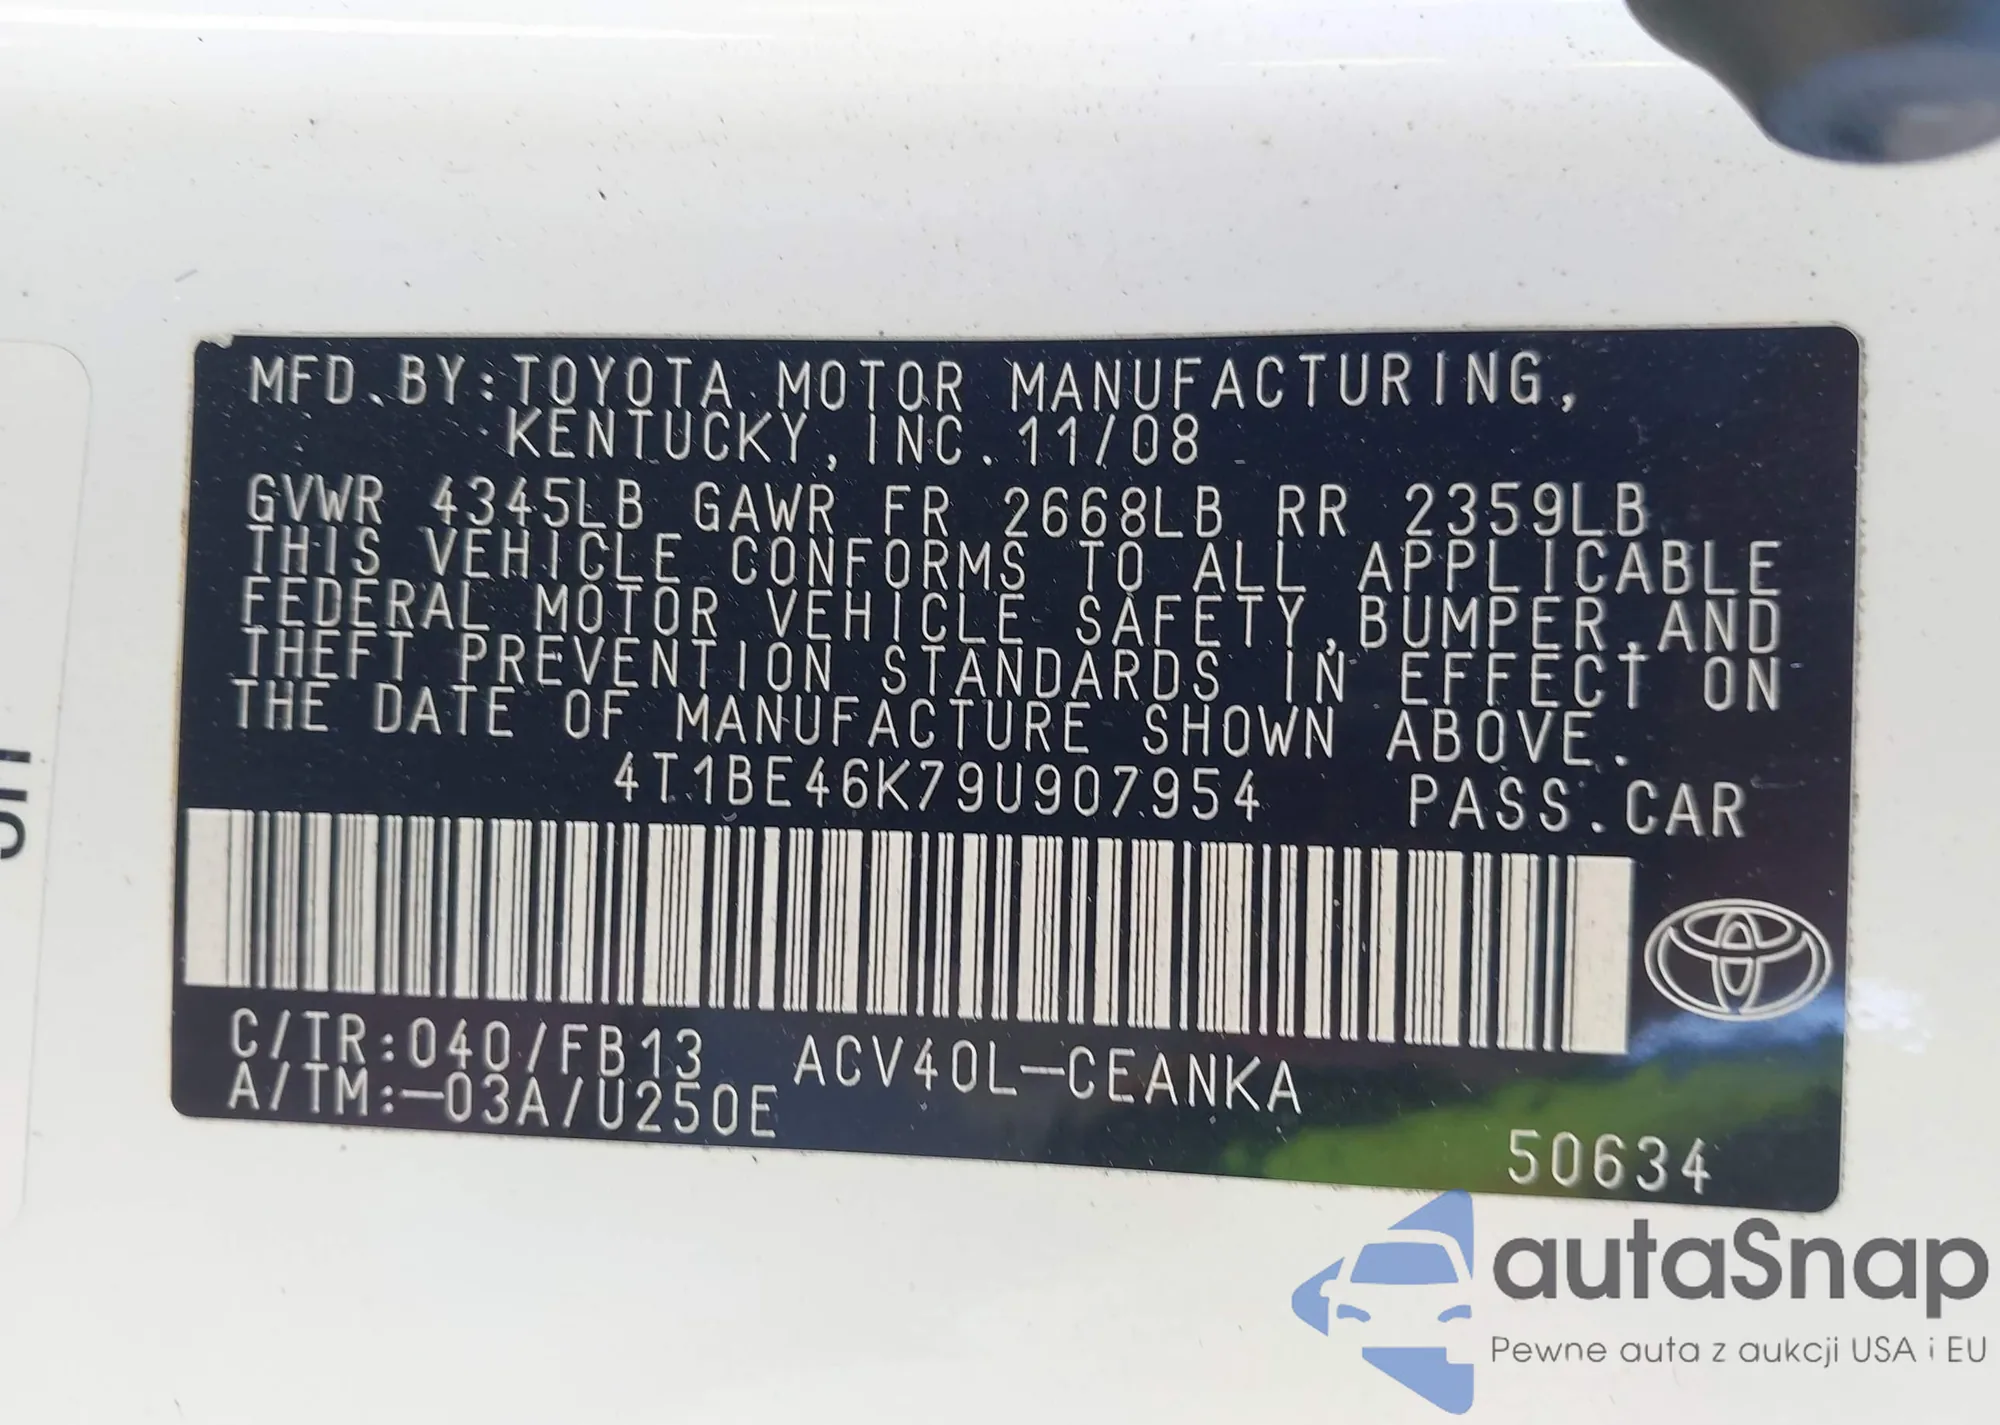 MFD.BY:TOYOTA MOTOR MANUFACTURING,
KENTUCKY, INC. 11/08
GVWR 4345LB GAWR FR 2668LB RR 2359LB
THIS VEHICLE CONFORMS TO ALL APPLICABLE
FEDERAL MOTOR VEHICLE SAFETY,BUMPER,AND
THEFT PREVENTION STANDARDS IN EFFECT ON
THE DATE OF MANUFACTURE SHOWN ABOVE.
4T1BE46K79U907954 PASS.CAR
C/TR:040/FB13 ACV40L-CEANKA
A/TM:-03A/U250E
50634
autaSnap
Pewne auta z aukcji USA i EU